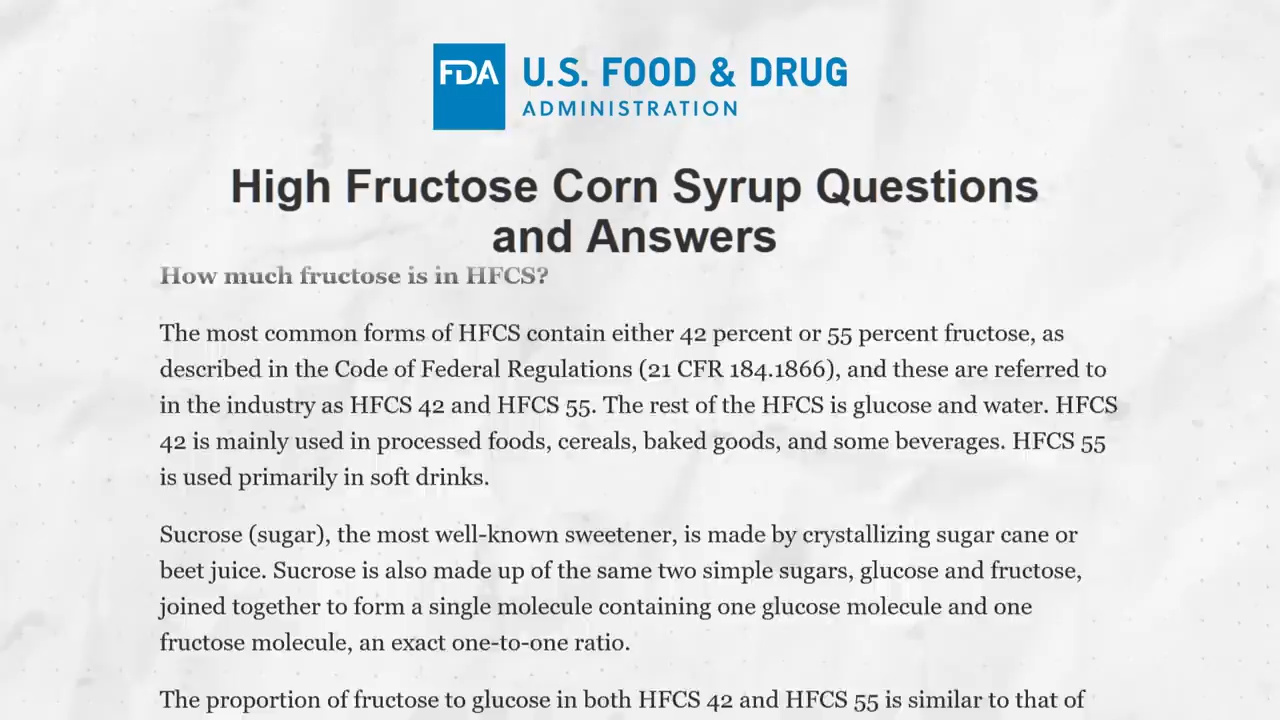 FDA U.S. FOOD & DRUG
ADMINISTRATION
High Fructose Corn Syrup Questions
and Answers
How much fructose is in HFCS?
The most common forms of HFCS contain either 42 percent or 55 percent fructose, as
described in the Code of Federal Regulations (21 CFR 184.1866), and these are referred to
in the industry as HFCS 42 and HFCS 55. The rest of the HFCS is glucose and water. HFCS
42 is mainly used in processed foods, cereals, baked goods, and some beverages. HFCS 55
is used primarily in soft drinks.
Sucrose (sugar), the most well-known sweetener, is made by crystallizing sugar cane or
beet juice. Sucrose is also made up of the same two simple sugars, glucose and fructose,
joined together to form a single molecule containing one glucose molecule and one
fructose molecule, an exact one-to-one ratio.
The proportion of fructose to glucose in both HFCS 42 and HFCS 55 is similar to that of